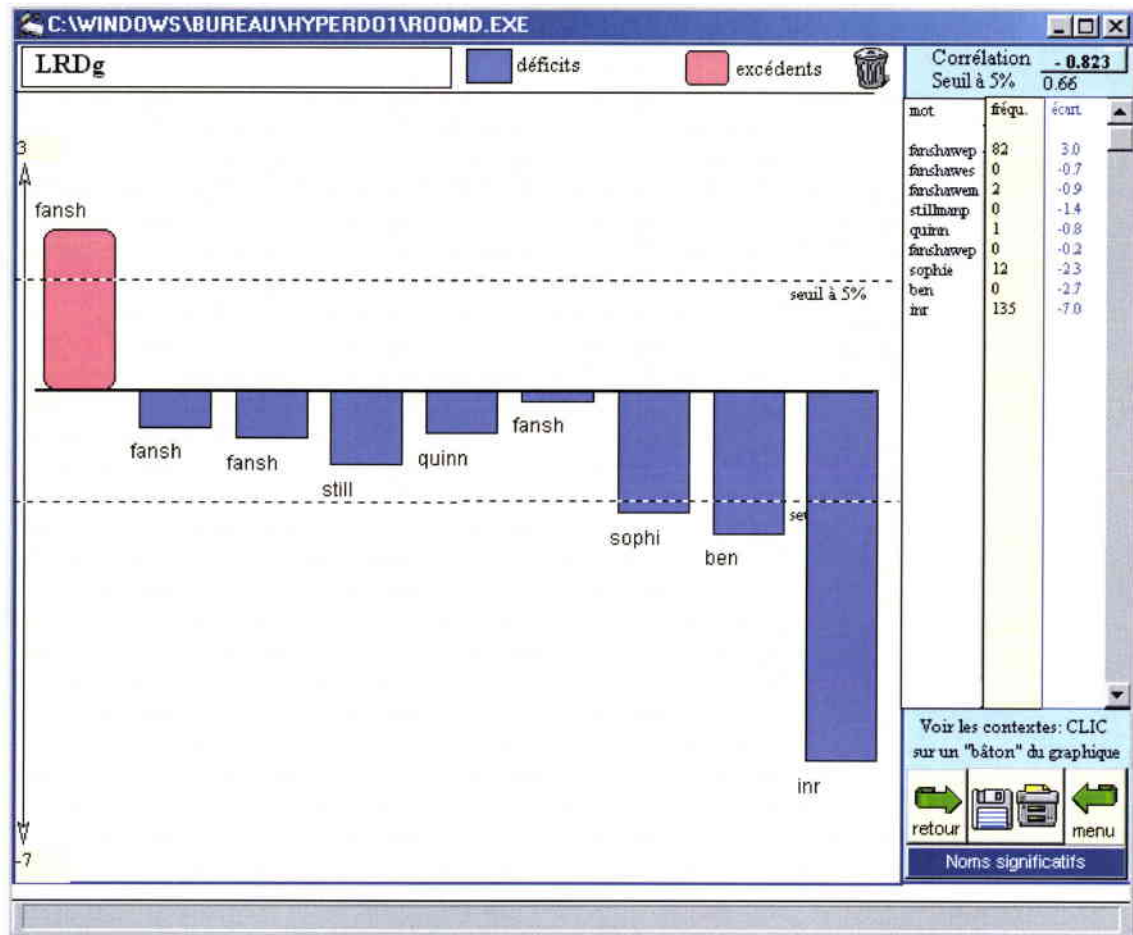 C:\WINDOWS\BUREAU\HYPERDO1\ROOMD.EXE
LRDg
déficits
excédents
Corrélation - 0.823
Seuil à 5% 0.66
mot fréqu. écart
fanshawep 82 3.0
fanshawes 0 -0.7
fanshawem 2 -0.9
stillmanp 0 -1.4
quinn 1 -0.8
fanshawep 0 -0.2
sophie 12 -2.3
ben 0 -2.7
inr 135 -7.0
3
fansh
seuil à 5%
fansh
fansh
still
quinn
fansh
sophi
ben
seu
inr
-7
Voir les contextes: CLIC
sur un "bâton" du graphique
retour
menu
Noms significatifs